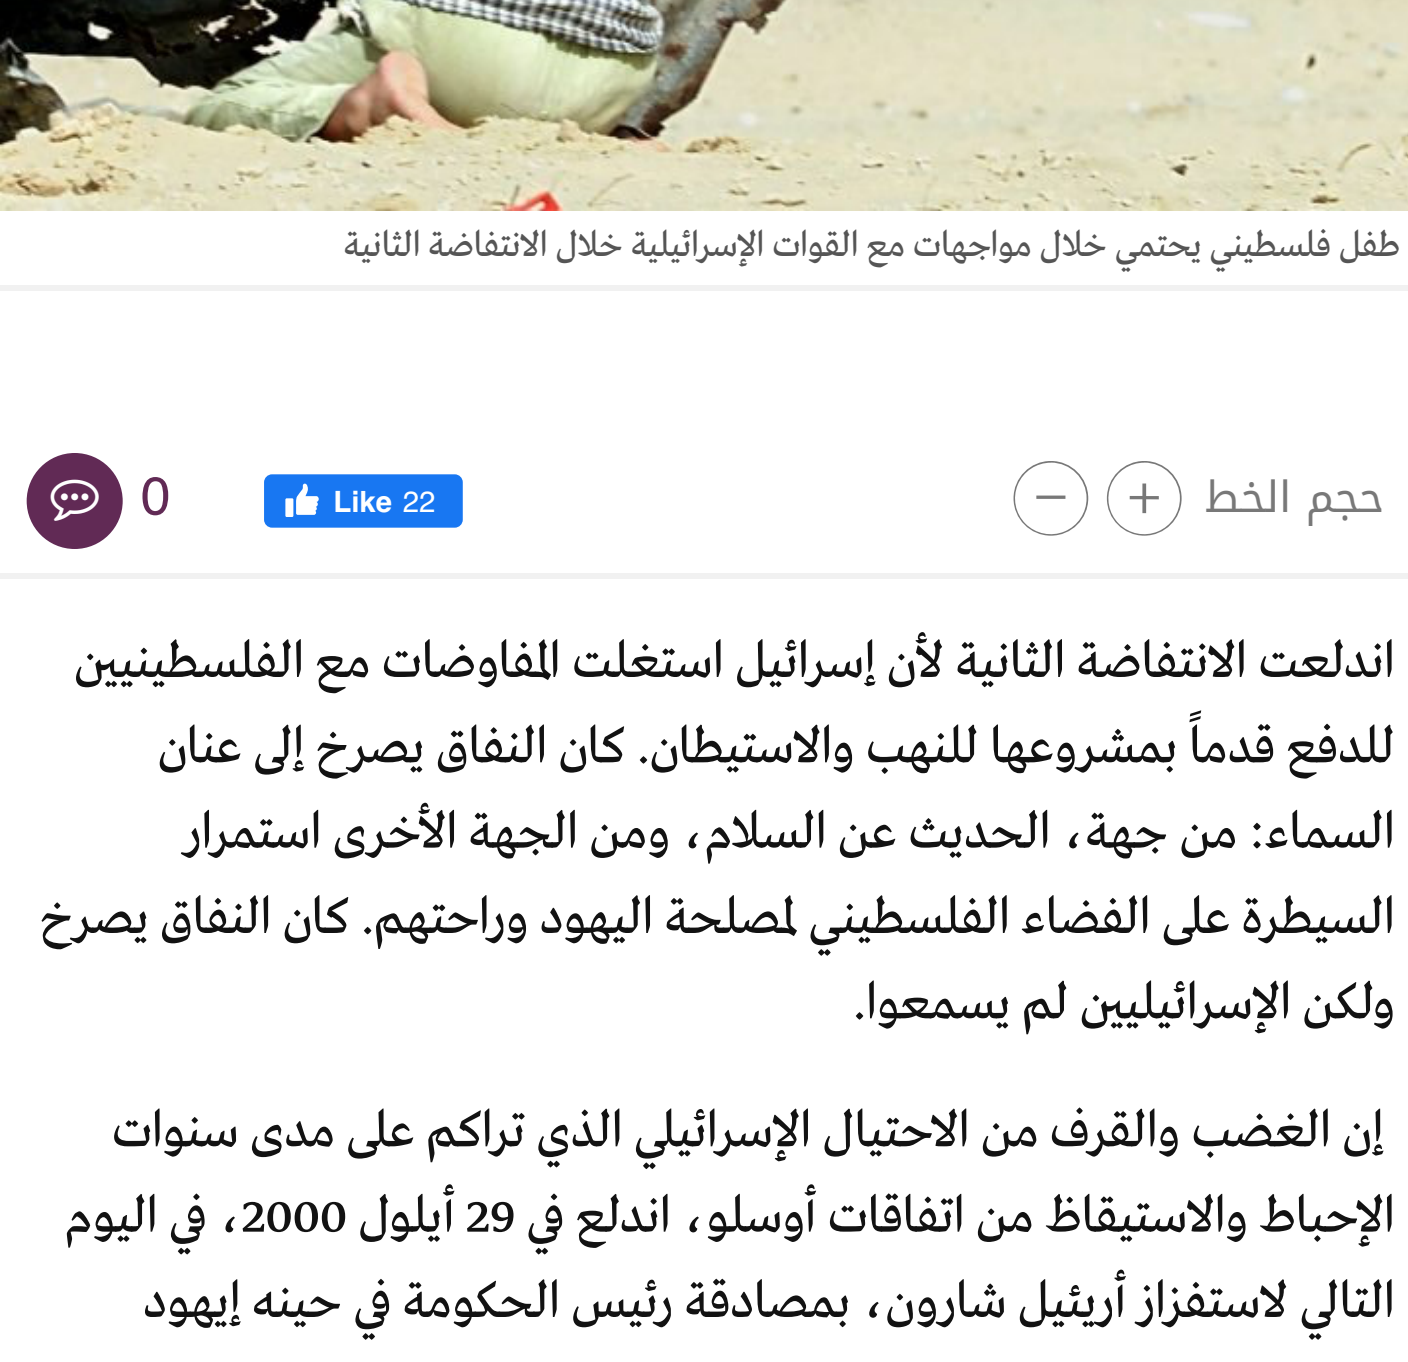 طفل فلسطيني يحتمي خلال مواجهات مع القوات الإسرائيلية خلال الانتفاضة الثانية
حجم الخط + − Like 22 0
اندلعت الانتفاضة الثانية لأن إسرائيل استغلت المفاوضات مع الفلسطينيين
للدفع قدماً بمشروعها للنهب والاستيطان. كان النفاق يصرخ إلى عنان
السماء: من جهة، الحديث عن السلام، ومن الجهة الأخرى استمرار
السيطرة على الفضاء الفلسطيني لمصلحة اليهود وراحتهم. كان النفاق يصرخ
ولكن الإسرائيليين لم يسمعوا.
إن الغضب والقرف من الاحتيال الإسرائيلي الذي تراكم على مدى سنوات
الإحباط والاستيقاظ من اتفاقات أوسلو، اندلع في 29 أيلول 2000، في اليوم
التالي لاستفزاز أريئيل شارون، بمصادقة رئيس الحكومة في حينه إيهود